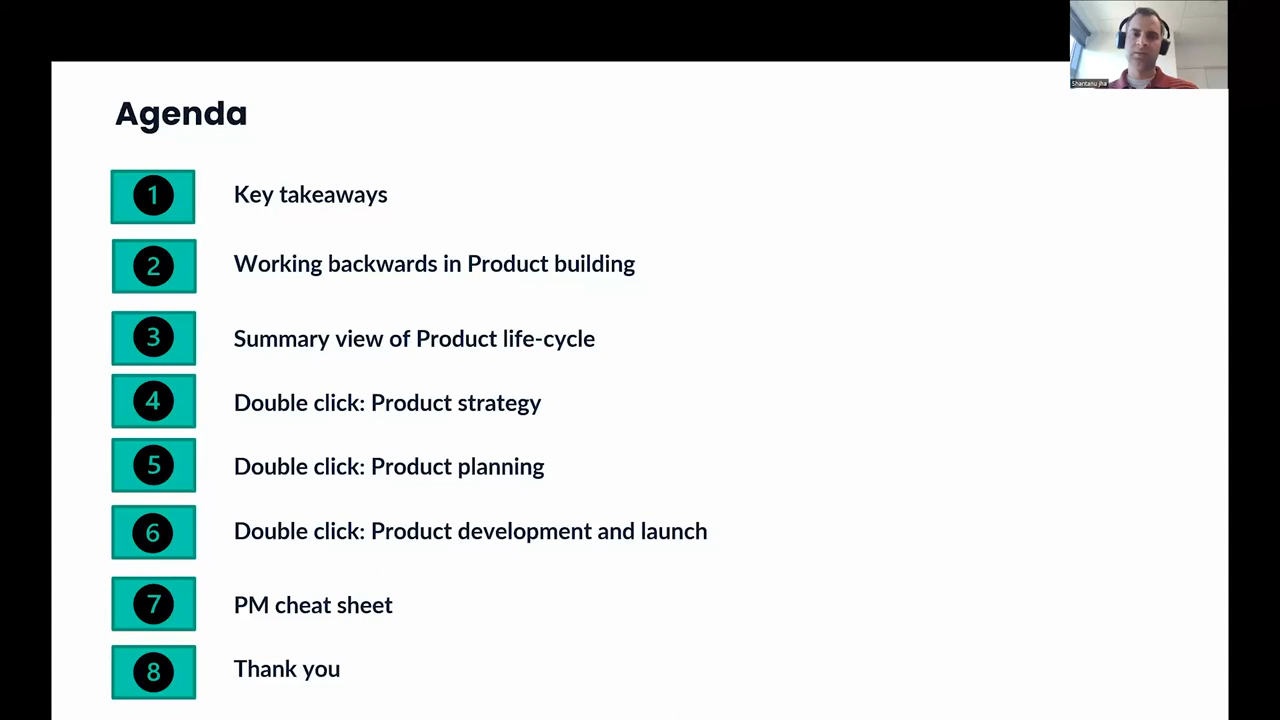 Shantanu jha
Agenda
1 Key takeaways
2 Working backwards in Product building
3 Summary view of Product life-cycle
4 Double click: Product strategy
5 Double click: Product planning
6 Double click: Product development and launch
7 PM cheat sheet
8 Thank you